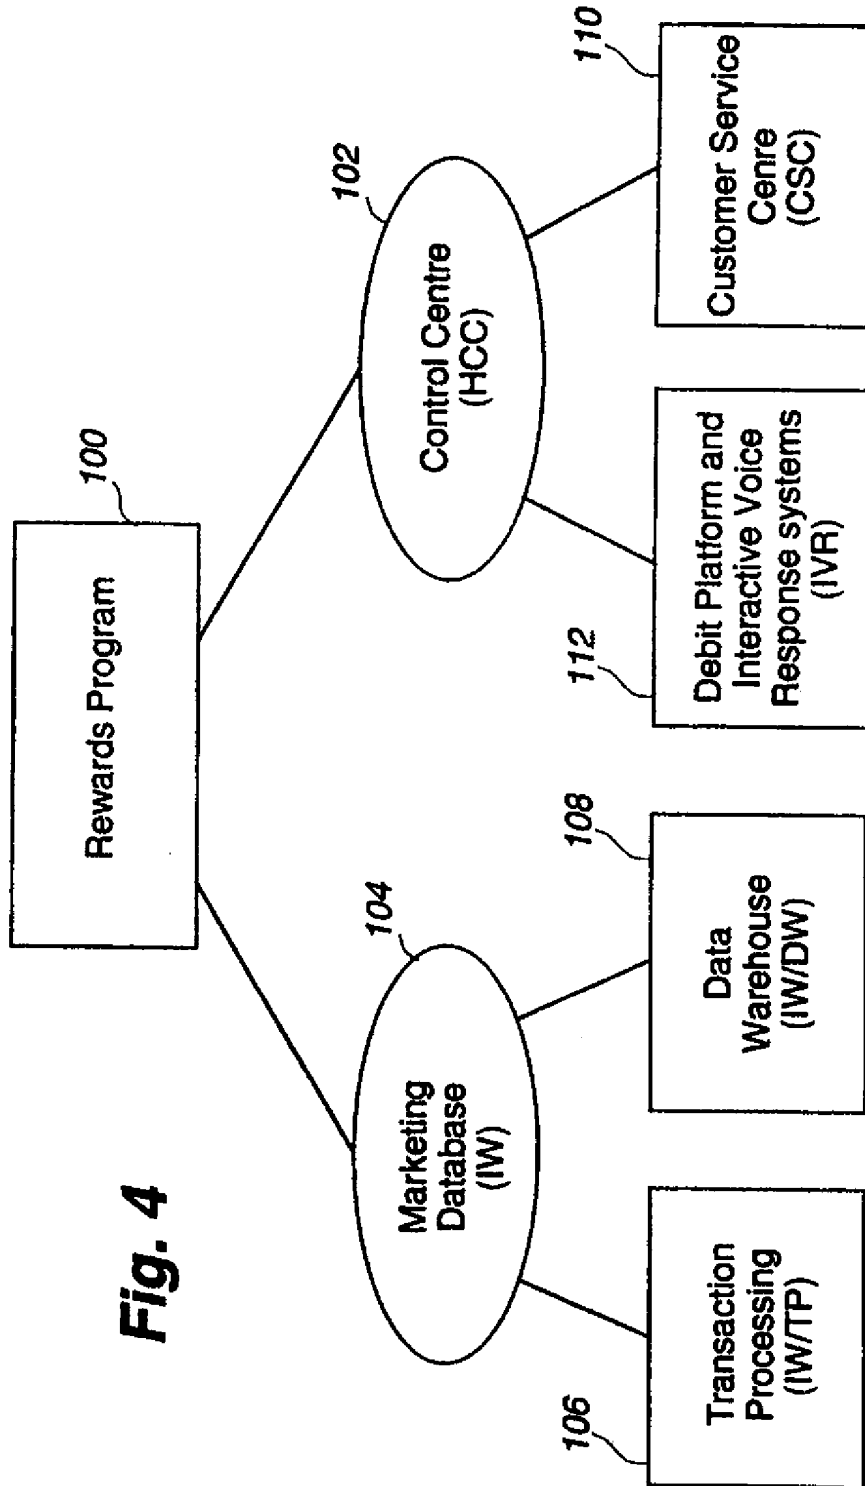 Fig. 4
100
Rewards Program
104
Marketing
Database
(IW)
102
Control Centre
(HCC)
106
Transaction
Processing
(IW/TP)
108
Data
Warehouse
(IW/DW)
112
Debit Platform and
Interactive Voice
Response systems
(IVR)
110
Customer Service
Cenre
(CSC)